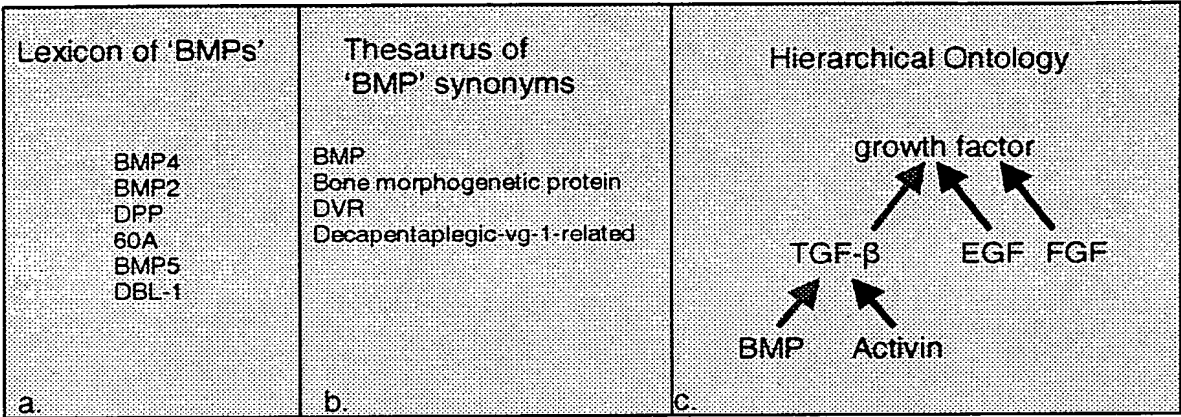 Lexicon of 'BMPs'
BMP4
BMP2
DPP
60A
BMP5
DBL-1
a.
Thesaurus of
'BMP' synonyms
BMP
Bone morphogenetic protein
DVR
Decapentaplegic-vg-1-related
b.
Hierarchical Ontology
growth factor
TGF-β EGF FGF
BMP Activin
c.